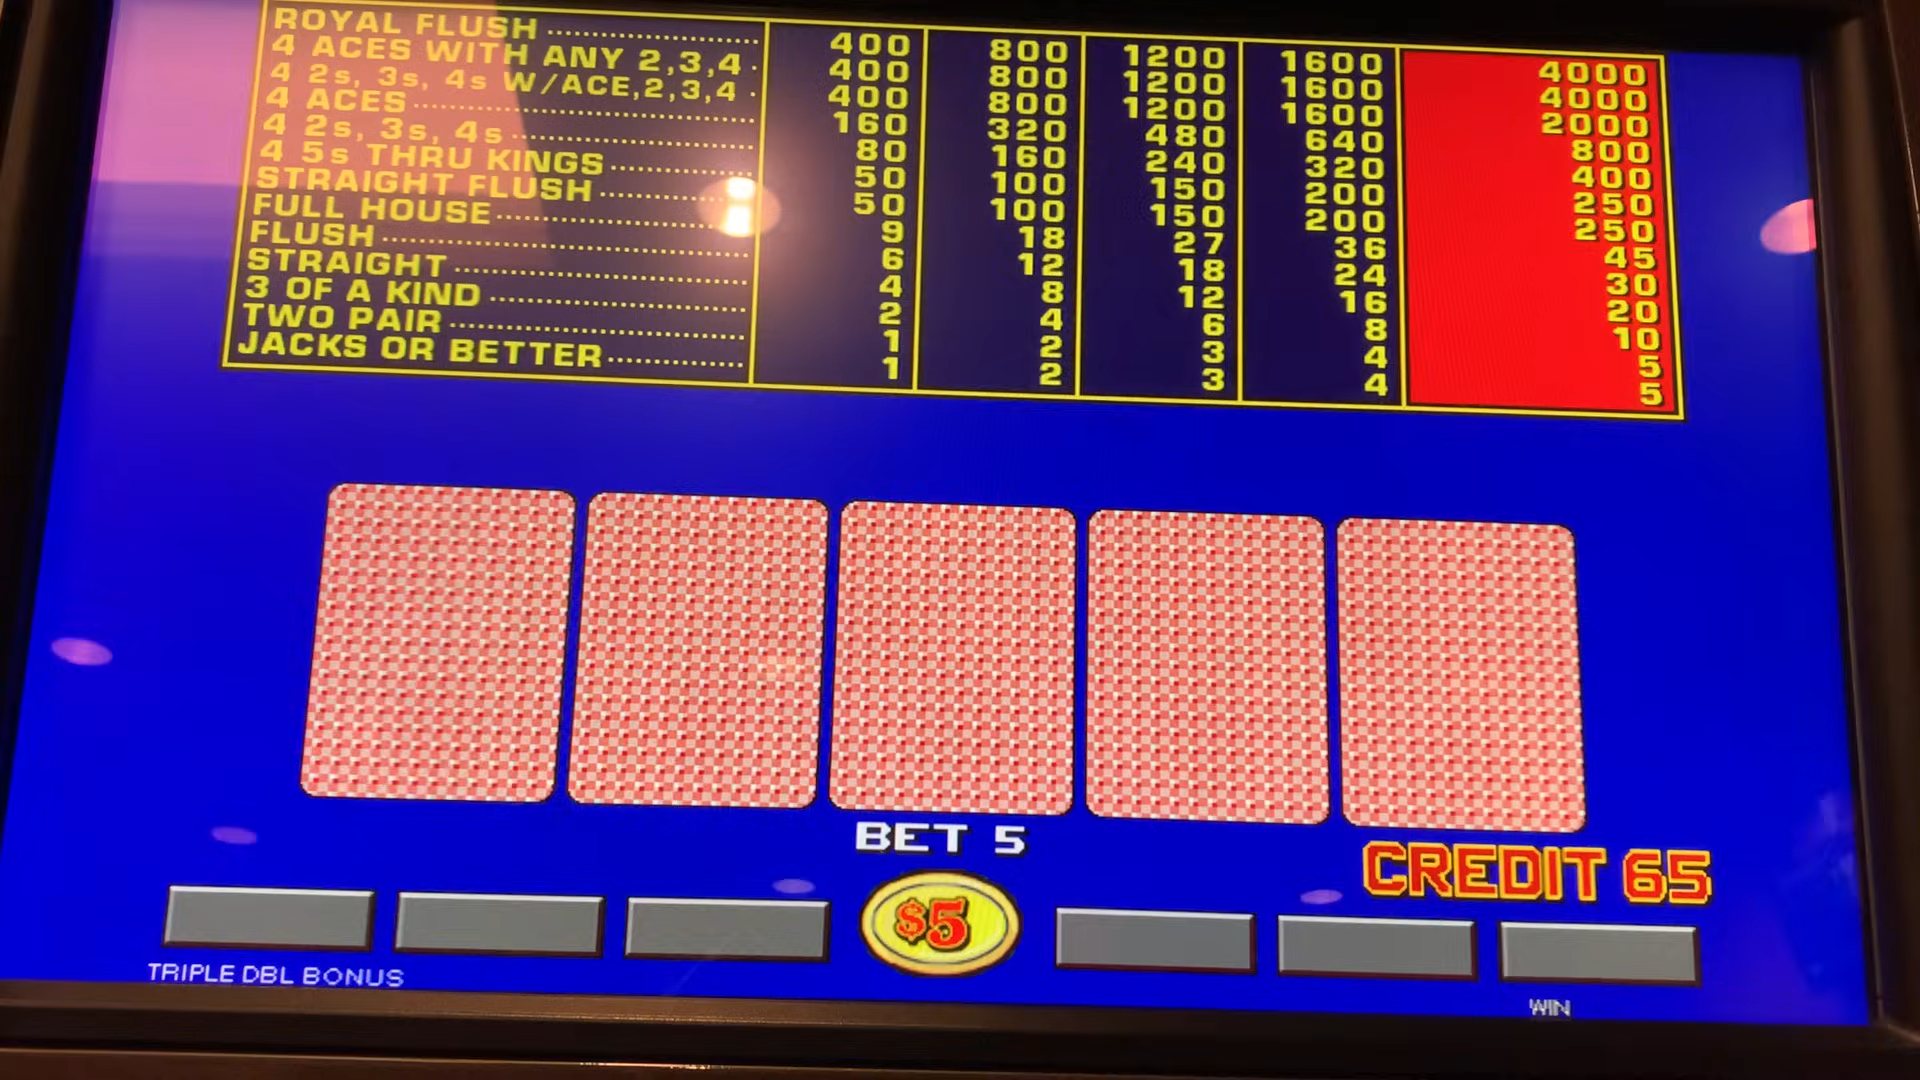 ROYAL FLUSH 400 800 1200 1600 4000
4 ACES WITH ANY 2,3,4 400 800 1200 1600 4000
4 2s, 3s, 4s W/ACE,2,3,4 400 800 1200 1600 2000
4 ACES 160 320 480 640 800
4 2s, 3s, 4s 80 160 240 320 400
4 5s THRU KINGS 50 100 150 200 250
STRAIGHT FLUSH 50 100 150 200 250
FULL HOUSE 9 18 27 36 45
FLUSH 6 12 18 24 30
STRAIGHT 4 8 12 16 20
3 OF A KIND 2 4 6 8 10
TWO PAIR 1 2 3 4 5
JACKS OR BETTER 1 2 3 4 5
BET 5
CREDIT 65
$5
TRIPLE DBL BONUS
WIN